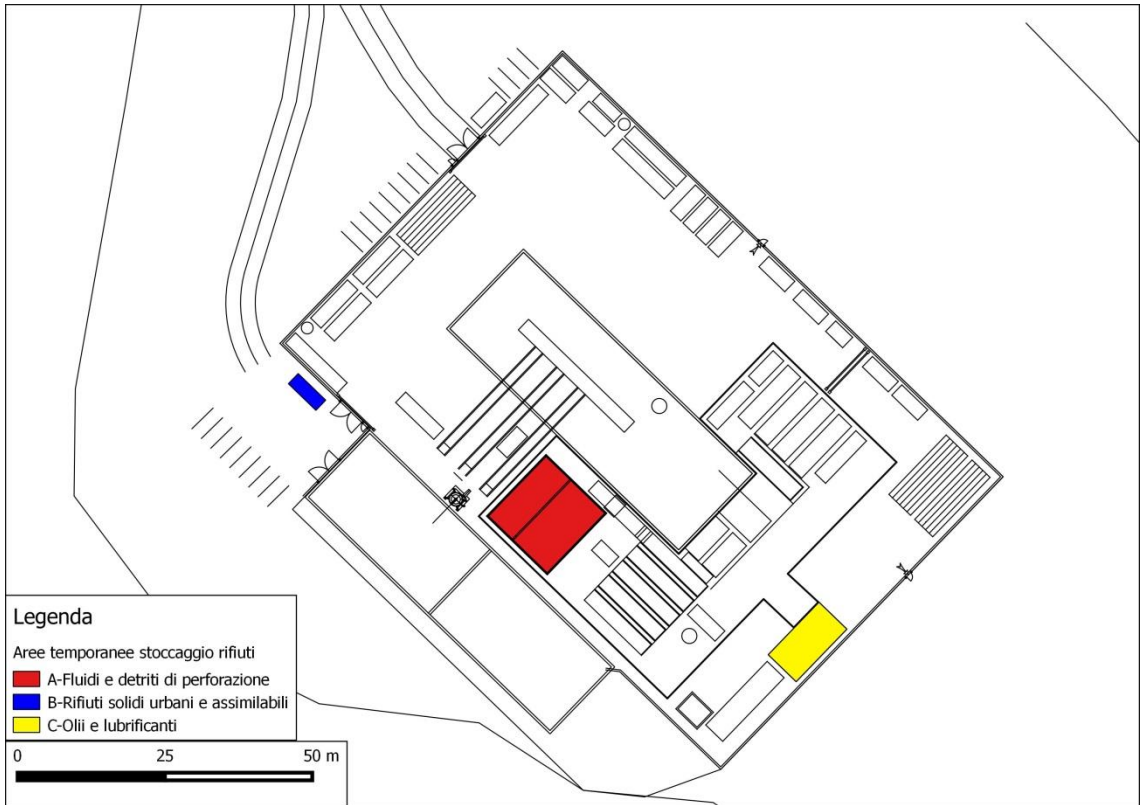 Legenda
Aree temporanee stoccaggio rifiuti
A-Fluidi e detriti di perforazione
B-Rifiuti solidi urbani e assimilabili
C-Olii e lubrificanti
0 25 50 m